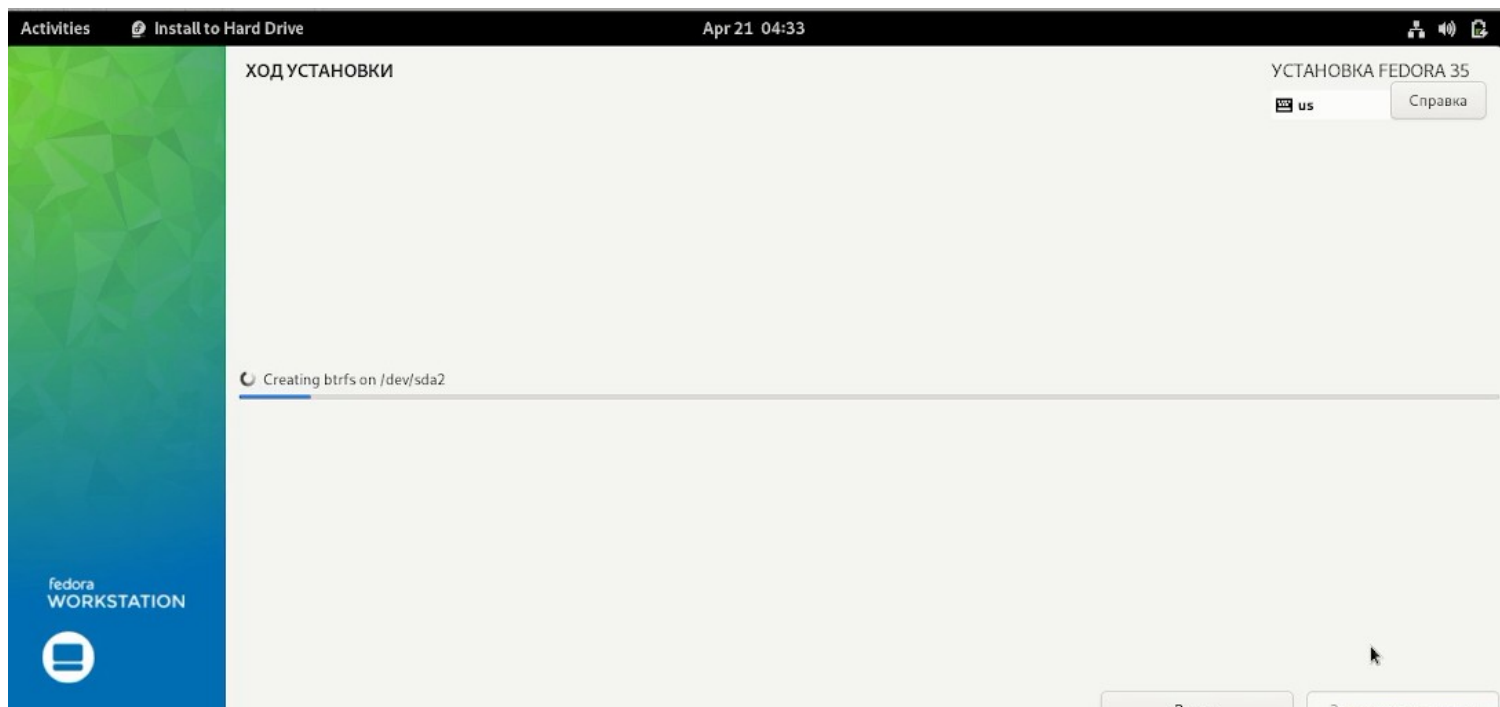 Activities Install to Hard Drive Apr 21 04:33
ХОД УСТАНОВКИ
УСТАНОВКА FEDORA 35
us
Справка
Creating btrfs on /dev/sda2
fedora
WORKSTATION